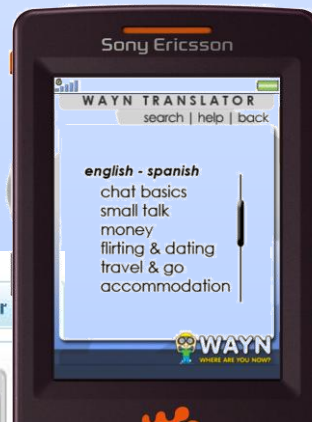 Sony Ericsson
WAYN TRANSLATOR
search | help | back
english - spanish
chat basics
small talk
money
flirting & dating
travel & go
accommodation
WAYN
WHERE ARE YOU NOW?
r